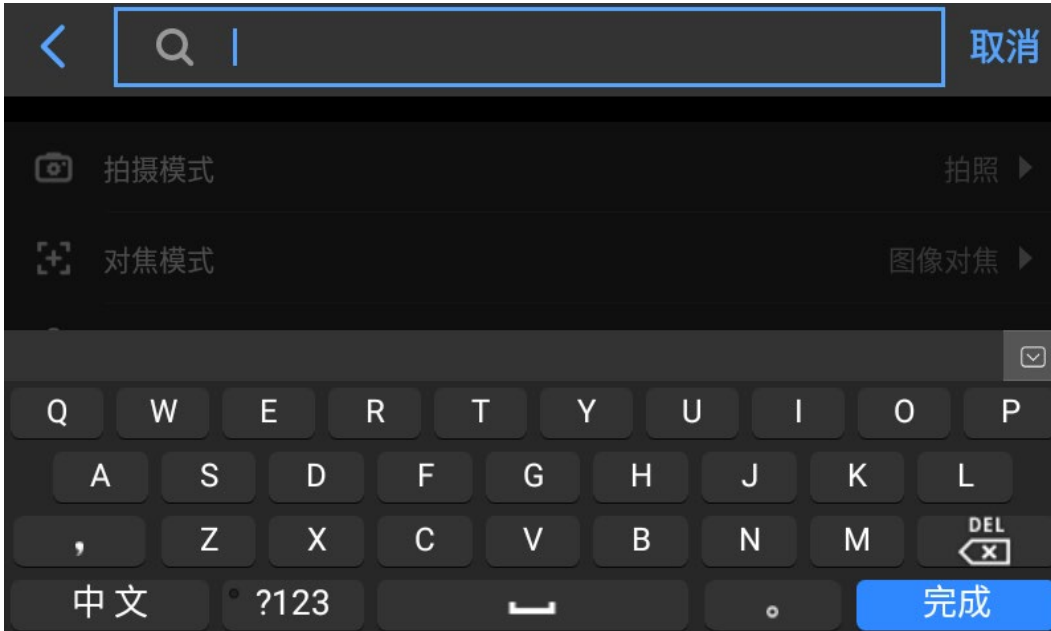 取消
拍摄模式 拍照
对焦模式 图像对焦
Q W E R T Y U I O P
A S D F G H J K L
， Z X C V B N M DEL
中文 ?123 。 完成